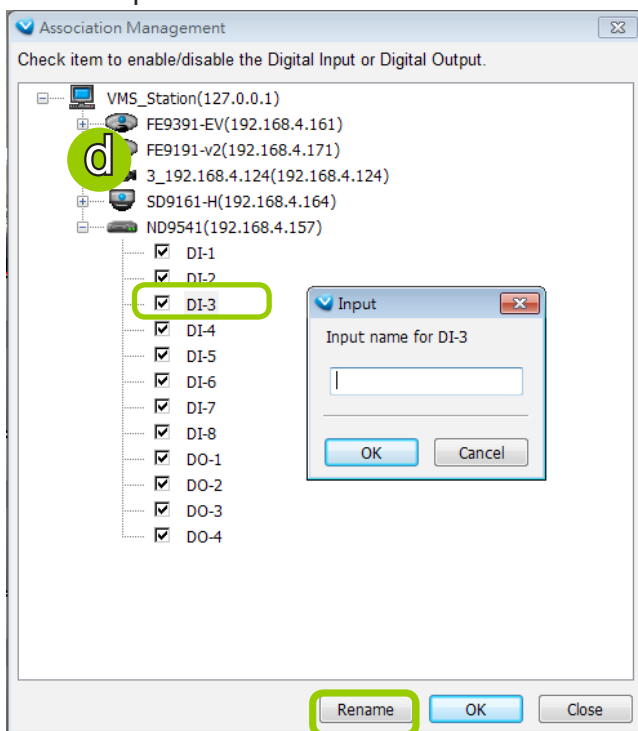 Association Management
Check item to enable/disable the Digital Input or Digital Output.
VMS_Station(127.0.0.1)
FE9391-EV(192.168.4.161)
d
FE9191-v2(192.168.4.171)
3_192.168.4.124(192.168.4.124)
SD9161-H(192.168.4.164)
ND9541(192.168.4.157)
DI-1
DI-2
DI-3
DI-4
DI-5
DI-6
DI-7
DI-8
DO-1
DO-2
DO-3
DO-4
Input
Input name for DI-3
OK Cancel
Rename OK Close